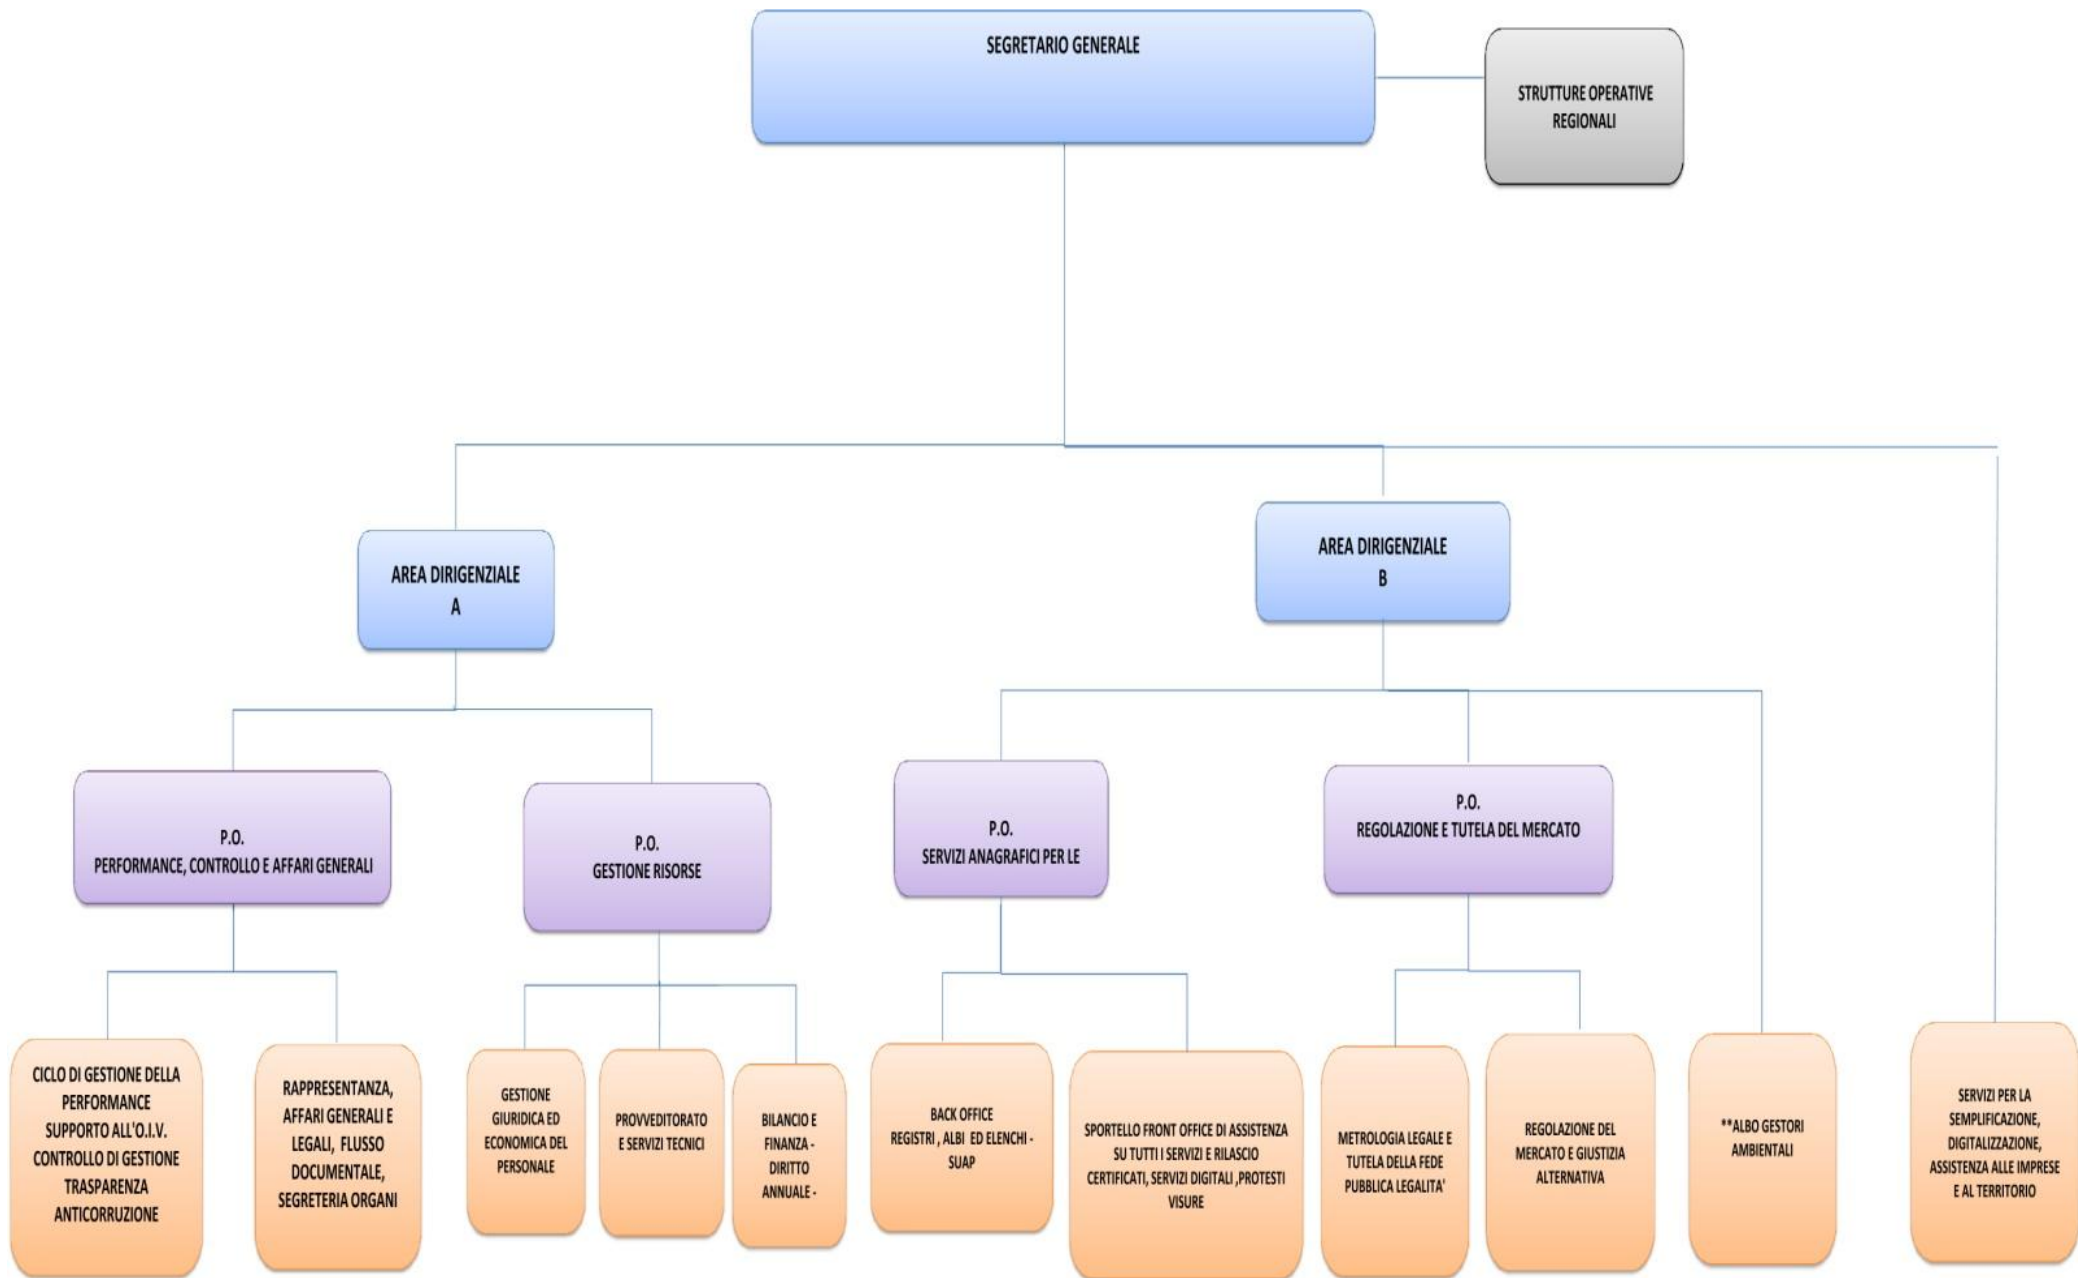 SEGRETARIO GENERALE
STRUTTURE OPERATIVE
REGIONALI
AREA DIRIGENZIALE
A
AREA DIRIGENZIALE
B
P.O.
PERFORMANCE, CONTROLLO E AFFARI GENERALI
P.O.
GESTIONE RISORSE
P.O.
SERVIZI ANAGRAFICI PER LE
P.O.
REGOLAZIONE E TUTELA DEL MERCATO
CICLO DI GESTIONE DELLA
PERFORMANCE
SUPPORTO ALL'O.I.V.
CONTROLLO DI GESTIONE
TRASPARENZA
ANTICORRUZIONE
RAPPRESENTANZA,
AFFARI GENERALI E
LEGALI, FLUSSO
DOCUMENTALE,
SEGRETERIA ORGANI
GESTIONE
GIURIDICA ED
ECONOMICA DEL
PERSONALE
PROVVEDITORATO
E SERVIZI TECNICI
BILANCIO E
FINANZA -
DIRITTO
ANNUALE -
BACK OFFICE
REGISTRI , ALBI ED ELENCHI -
SUAP
SPORTELLO FRONT OFFICE DI ASSISTENZA
SU TUTTI I SERVIZI E RILASCIO
CERTIFICATI, SERVIZI DIGITALI ,PROTESTI
VISURE
METROLOGIA LEGALE E
TUTELA DELLA FEDE
PUBBLICA LEGALITA'
REGOLAZIONE DEL
MERCATO E GIUSTIZIA
ALTERNATIVA
**ALBO GESTORI
AMBIENTALI
SERVIZI PER LA
SEMPLIFICAZIONE,
DIGITALIZZAZIONE,
ASSISTENZA ALLE IMPRESE
E AL TERRITORIO